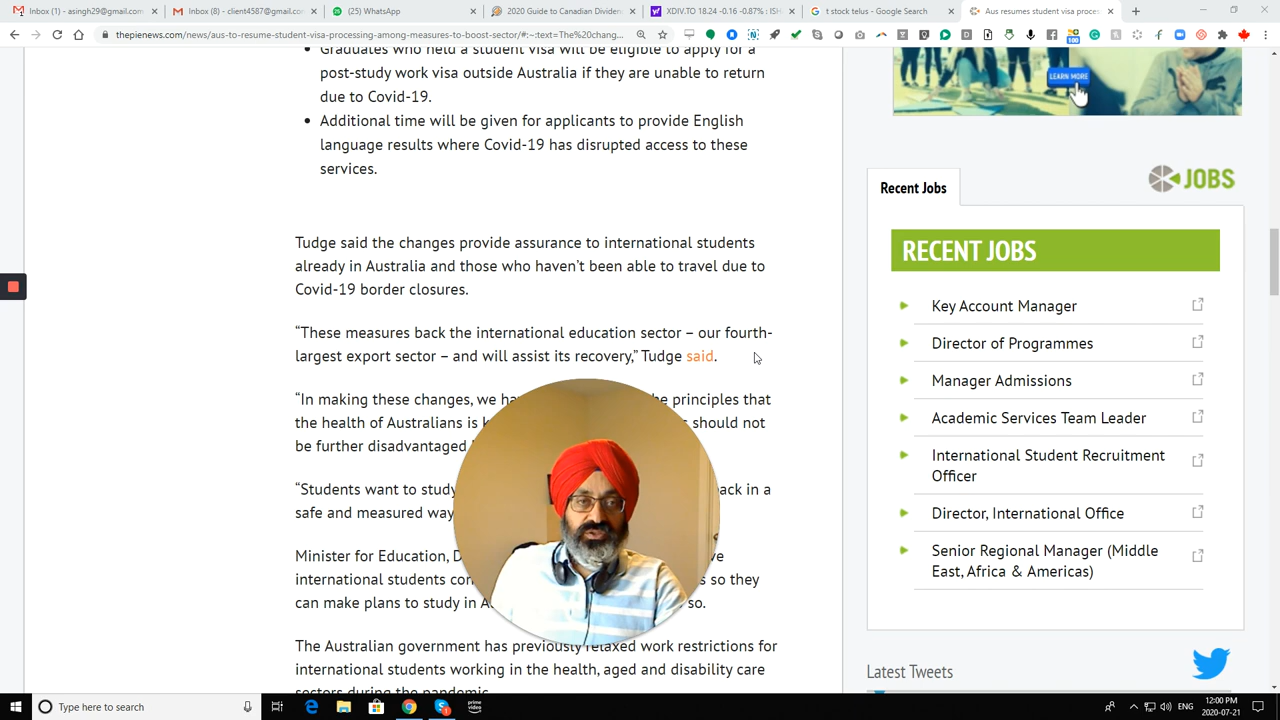 Inbox (1) - asingh29@gmail.com
Inbox (8) - client4587@gmail.com
(25) WhatsApp
2020 Guide to Canadian Dividen
XDIV.TO 18.24 -0.16 -0.87% : ISH
t stock telus - Google Search
Aus resumes student visa proce
thepienews.com/news/aus-to-resume-student-visa-processing-among-measures-to-boost-sector/#:~:text=The%20chang...
Graduates who held a student visa will be eligible to apply for a
post-study work visa outside Australia if they are unable to return
due to Covid-19.
Additional time will be given for applicants to provide English
language results where Covid-19 has disrupted access to these
services.
Tudge said the changes provide assurance to international students
already in Australia and those who haven't been able to travel due to
Covid-19 border closures.
“These measures back the international education sector – our fourth-
largest export sector – and will assist its recovery,” Tudge said.
“In making these changes, we principles that
the health of Australians is should not
be further disadvantaged
“Students want to study back in a
safe and measured way
Minister for Education,
international students so they
can make plans to study in so.
The Australian government has previously relaxed work restrictions for
international students working in the health, aged and disability care
sectors during the pandemic.
LEARN MORE
JOBS
Recent Jobs
RECENT JOBS
Key Account Manager
Director of Programmes
Manager Admissions
Academic Services Team Leader
International Student Recruitment
Officer
Director, International Office
Senior Regional Manager (Middle
East, Africa & Americas)
Latest Tweets
Type here to search
prime
video
ENG
12:00 PM
2020-07-21